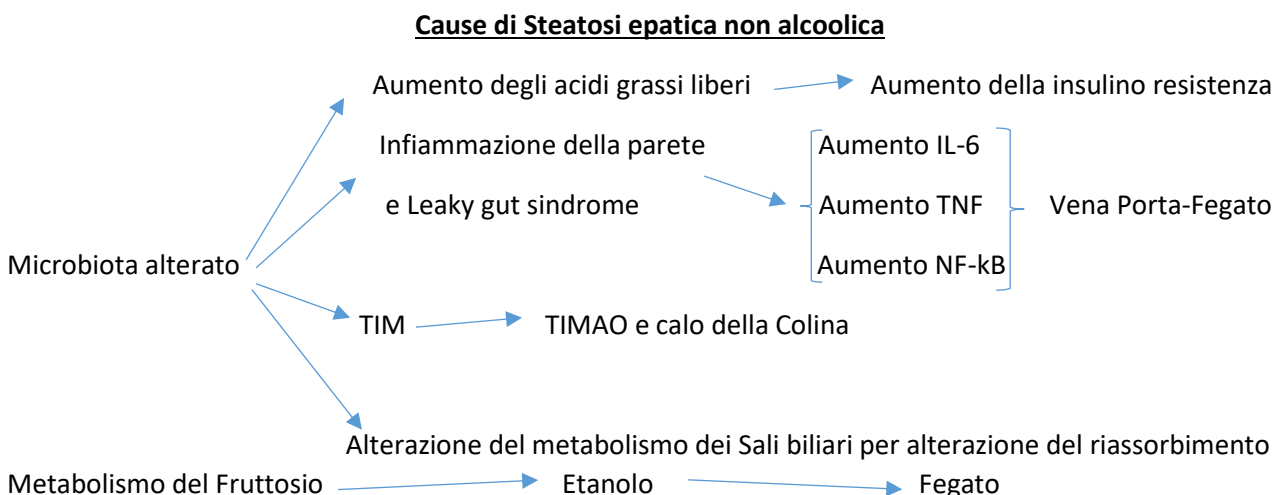 Cause di Steatosi epatica non alcoolica
Aumento degli acidi grassi liberi Aumento della insulino resistenza
Infiammazione della parete Aumento IL-6
e Leaky gut sindrome Aumento TNF Vena Porta-Fegato
Microbiota alterato Aumento NF-kB
TIM TIMAO e calo della Colina
Alterazione del metabolismo dei Sali biliari per alterazione del riassorbimento
Metabolismo del Fruttosio Etanolo Fegato